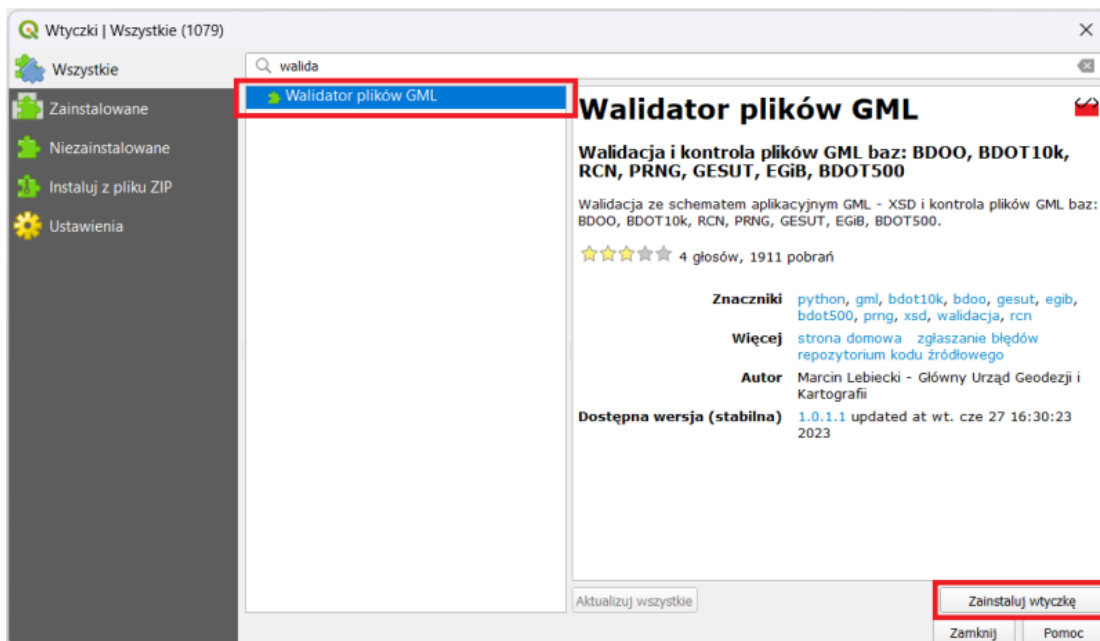 Wtyczki | Wszystkie (1079)
Wszystkie
Zainstalowane
Niezainstalowane
Instaluj z pliku ZIP
Ustawienia
walida
Walidator plików GML
Walidator plików GML
Walidacja i kontrola plików GML baz: BDOO, BDOT10k,
RCN, PRNG, GESUT, EGiB, BDOT500
Walidacja ze schematem aplikacyjnym GML - XSD i kontrola plików GML baz:
BDOO, BDOT10k, RCN, PRNG, GESUT, EGiB, BDOT500.
4 głosów, 1911 pobrań
Znaczniki python, gml, bdot10k, bdoo, gesut, egib,
bdot500, prng, xsd, walidacja, rcn
Więcej strona domowa zgłaszanie błędów
repozytorium kodu źródłowego
Autor Marcin Lebiecki - Główny Urząd Geodezji i
Kartografii
Dostępna wersja (stabilna) 1.0.1.1 updated at wt. cze 27 16:30:23
2023
Aktualizuj wszystkie
Zainstaluj wtyczkę
Zamknij Pomoc